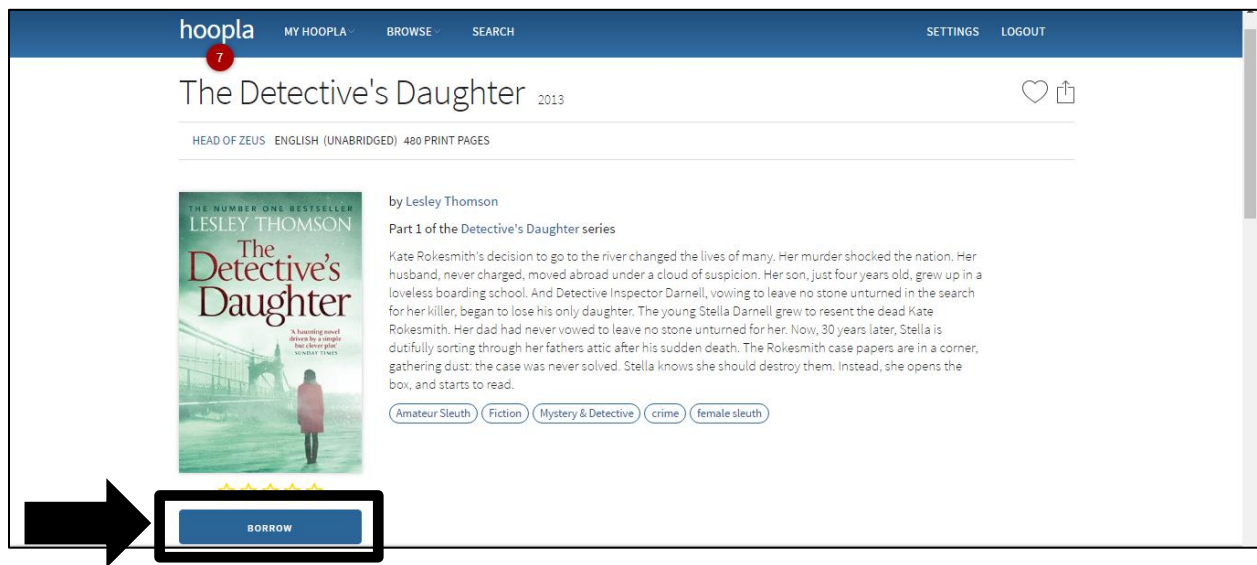 hoopla MY HOOPLA BROWSE SEARCH SETTINGS LOGOUT
7
The Detective's Daughter 2013
HEAD OF ZEUS ENGLISH (UNABRIDGED) 480 PRINT PAGES
THE NUMBER ONE BESTSELLER
LESLEY THOMSON
The
Detective's
Daughter
'A haunting novel
driven by a simple
but clever plot'
SUNDAY TIMES
by Lesley Thomson
Part 1 of the Detective's Daughter series
Kate Rokesmith's decision to go to the river changed the lives of many. Her murder shocked the nation. Her
husband, never charged, moved abroad under a cloud of suspicion. Her son, just four years old, grew up in a
loveless boarding school. And Detective Inspector Darnell, vowing to leave no stone unturned in the search
for her killer, began to lose his only daughter. The young Stella Darnell grew to resent the dead Kate
Rokesmith. Her dad had never vowed to leave no stone unturned for her. Now, 30 years later, Stella is
dutifully sorting through her fathers attic after his sudden death. The Rokesmith case papers are in a corner,
gathering dust: the case was never solved. Stella knows she should destroy them. Instead, she opens the
box, and starts to read.
Amateur Sleuth Fiction Mystery & Detective crime female sleuth
BORROW